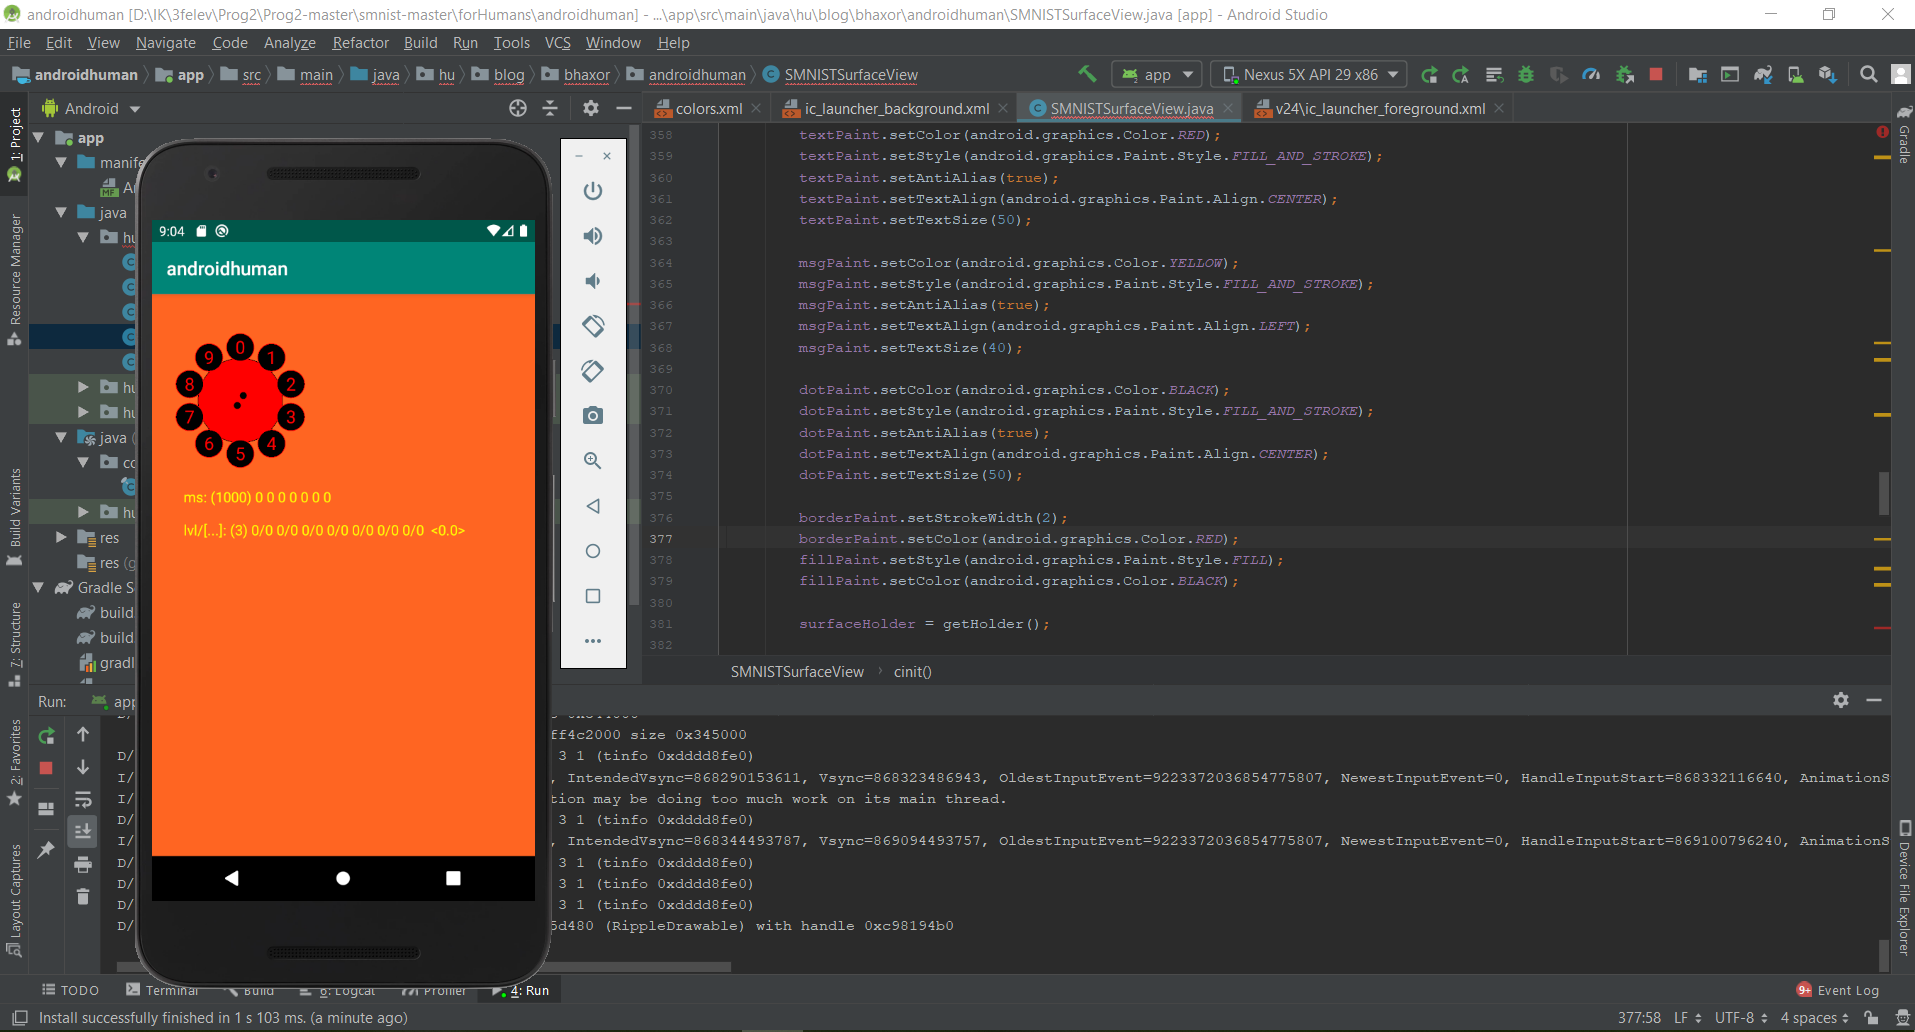 androidhuman [D:\IK\3felev\Prog2\Prog2-master\smnist-master\forHumans\androidhuman] - ...\app\src\main\java\hu\blog\bhaxor\androidhuman\SMNISTSurfaceView.java [app] - Android Studio
File Edit View Navigate Code Analyze Refactor Build Run Tools VCS Window Help
androidhuman app src main java hu blog bhaxor androidhuman SMNISTSurfaceView app Nexus 5X API 29 x86
Android
colors.xml ic_launcher_background.xml SMNISTSurfaceView.java v24\ic_launcher_foreground.xml
1: Project
Resource Manager
Build Variants
7: Structure
2: Favorites
Layout Captures
app
manife
MF
java
java (
res
res (g
Gradle S
build
build
gradl
9:04
androidhuman
0
1
2
3
4
5
6
7
8
9
ms: (1000) 0 0 0 0 0 0 0
lvl/[...]: (3) 0/0 0/0 0/0 0/0 0/0 0/0 0/0 <0.0>
358 textPaint.setColor(android.graphics.Color.RED);
359 textPaint.setStyle(android.graphics.Paint.Style.FILL_AND_STROKE);
360 textPaint.setAntiAlias(true);
361 textPaint.setTextAlign(android.graphics.Paint.Align.CENTER);
362 textPaint.setTextSize(50);
363
364 msgPaint.setColor(android.graphics.Color.YELLOW);
365 msgPaint.setStyle(android.graphics.Paint.Style.FILL_AND_STROKE);
366 msgPaint.setAntiAlias(true);
367 msgPaint.setTextAlign(android.graphics.Paint.Align.LEFT);
368 msgPaint.setTextSize(40);
369
370 dotPaint.setColor(android.graphics.Color.BLACK);
371 dotPaint.setStyle(android.graphics.Paint.Style.FILL_AND_STROKE);
372 dotPaint.setAntiAlias(true);
373 dotPaint.setTextAlign(android.graphics.Paint.Align.CENTER);
374 dotPaint.setTextSize(50);
375
376 borderPaint.setStrokeWidth(2);
377 borderPaint.setColor(android.graphics.Color.RED);
378 fillPaint.setStyle(android.graphics.Paint.Style.FILL);
379 fillPaint.setColor(android.graphics.Color.BLACK);
380
381 surfaceHolder = getHolder();
382
SMNISTSurfaceView › cinit()
Gradle
Device File Explorer
Run: app
ff4c2000 size 0x345000
D/ 3 1 (tinfo 0xdddd8fe0)
I/ , IntendedVsync=868290153611, Vsync=868323486943, OldestInputEvent=9223372036854775807, NewestInputEvent=0, HandleInputStart=868332116640, AnimationS
I/ tion may be doing too much work on its main thread.
D/ 3 1 (tinfo 0xdddd8fe0)
I/ , IntendedVsync=868344493787, Vsync=869094493757, OldestInputEvent=9223372036854775807, NewestInputEvent=0, HandleInputStart=869100796240, AnimationS
D/ 3 1 (tinfo 0xdddd8fe0)
D/ 3 1 (tinfo 0xdddd8fe0)
D/ 3 1 (tinfo 0xdddd8fe0)
D/ 5d480 (RippleDrawable) with handle 0xc98194b0
TODO Terminal Build 6: Logcat Profiler 4: Run 9+ Event Log
Install successfully finished in 1 s 103 ms. (a minute ago) 377:58 LF UTF-8 4 spaces